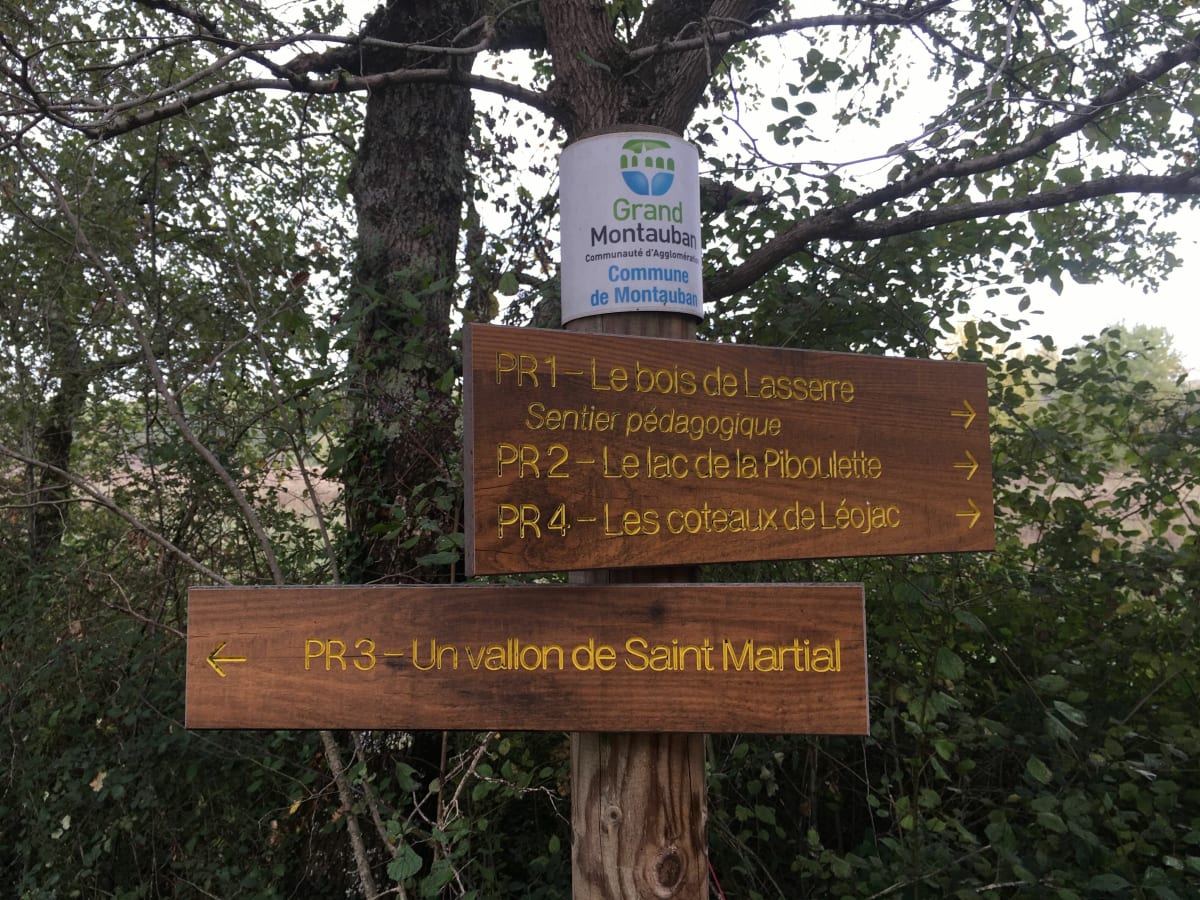 Grand
Montauban
Communauté d'Agglomération
Commune
de Montauban
PR 1 – Le bois de Lasserre
Sentier pédagogique
PR 2 – Le lac de la Piboulette
PR 4 – Les coteaux de Léojac
PR 3 – Un vallon de Saint Martial